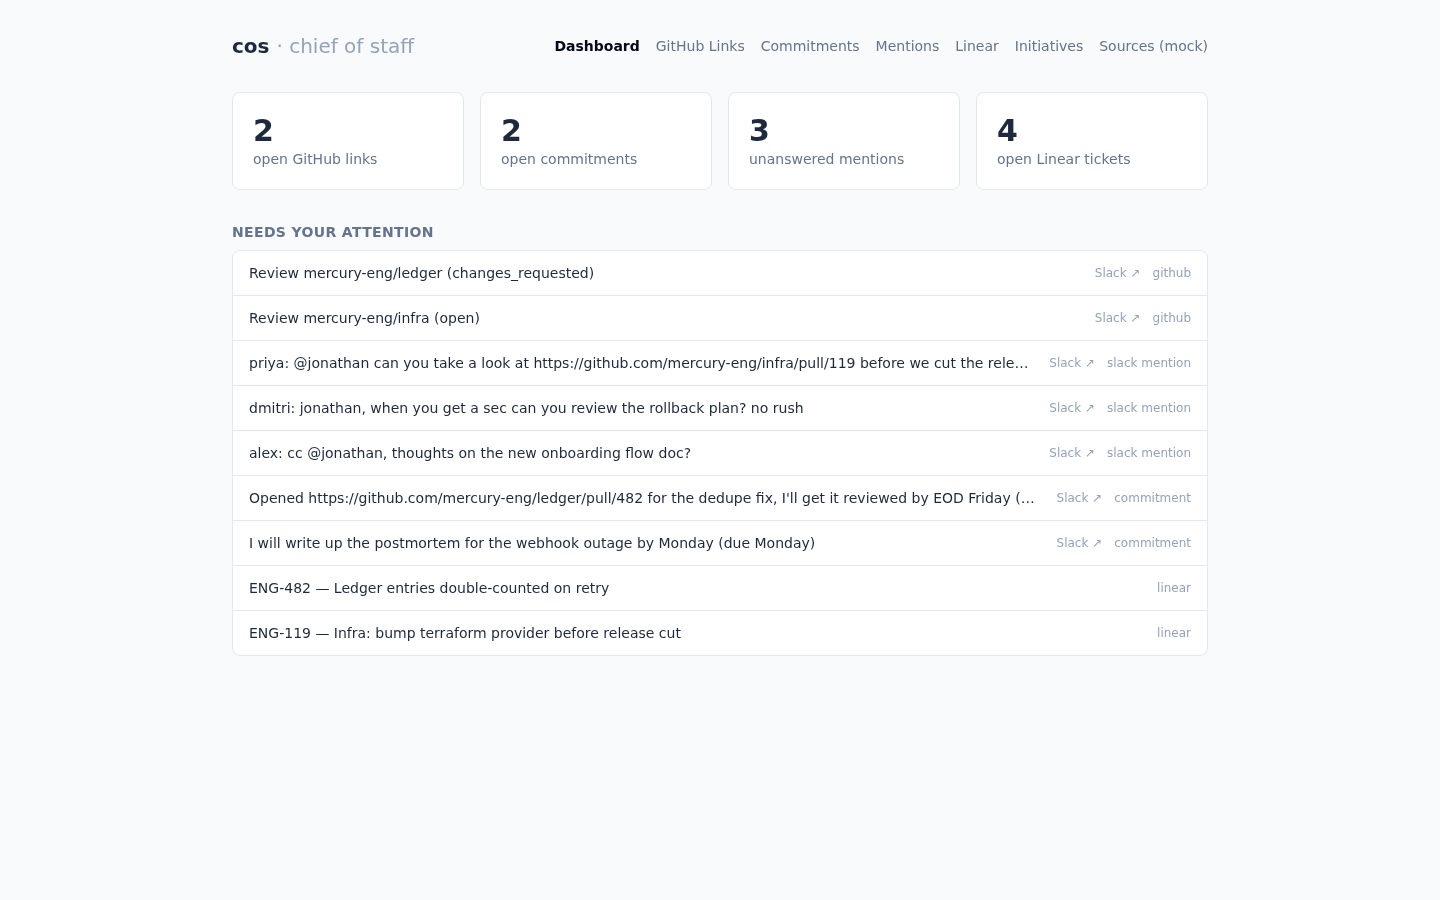 cos · chief of staff
Dashboard GitHub Links Commitments Mentions Linear Initiatives Sources (mock)
2
open GitHub links
2
open commitments
3
unanswered mentions
4
open Linear tickets
NEEDS YOUR ATTENTION
Review mercury-eng/ledger (changes_requested) Slack ↗ github
Review mercury-eng/infra (open) Slack ↗ github
priya: @jonathan can you take a look at https://github.com/mercury-eng/infra/pull/119 before we cut the rele… Slack ↗ slack mention
dmitri: jonathan, when you get a sec can you review the rollback plan? no rush Slack ↗ slack mention
alex: cc @jonathan, thoughts on the new onboarding flow doc? Slack ↗ slack mention
Opened https://github.com/mercury-eng/ledger/pull/482 for the dedupe fix, I'll get it reviewed by EOD Friday (… Slack ↗ commitment
I will write up the postmortem for the webhook outage by Monday (due Monday) Slack ↗ commitment
ENG-482 — Ledger entries double-counted on retry linear
ENG-119 — Infra: bump terraform provider before release cut linear